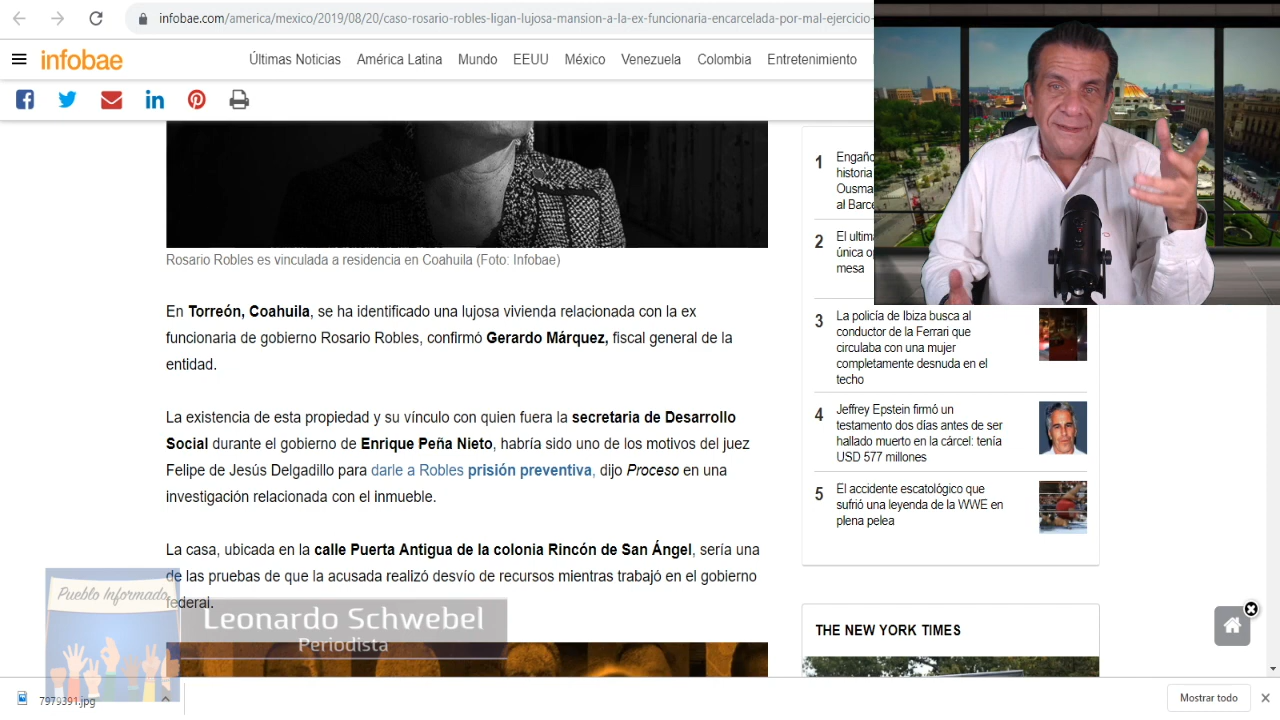 infobae.com/america/mexico/2019/08/20/caso-rosario-robles-ligan-lujosa-mansion-a-la-ex-funcionaria-encarcelada-por-mal-ejercicio-
infobae
Últimas Noticias América Latina Mundo EEUU México Venezuela Colombia Entretenimiento
Rosario Robles es vinculada a residencia en Coahuila (Foto: Infobae)
En Torreón, Coahuila, se ha identificado una lujosa vivienda relacionada con la ex
funcionaria de gobierno Rosario Robles, confirmó Gerardo Márquez, fiscal general de la
entidad.
La existencia de esta propiedad y su vínculo con quien fuera la secretaria de Desarrollo
Social durante el gobierno de Enrique Peña Nieto, habría sido uno de los motivos del juez
Felipe de Jesús Delgadillo para darle a Robles prisión preventiva, dijo Proceso en una
investigación relacionada con el inmueble.
La casa, ubicada en la calle Puerta Antigua de la colonia Rincón de San Ángel, sería una
de las pruebas de que la acusada realizó desvío de recursos mientras trabajó en el gobierno
federal.
1
historia
Ousma
al Barc
2
El ultima
única
mesa
3
La policía de Ibiza busca al
conductor de la Ferrari que
circulaba con una mujer
completamente desnuda en el
techo
4
Jeffrey Epstein firmó un
testamento dos días antes de ser
hallado muerto en la cárcel: tenía
USD 577 millones
5
El accidente escatológico que
sufrió una leyenda de la WWE en
plena pelea
THE NEW YORK TIMES
Pueblo Informado
Leonardo Schwebel
Periodista
7979391.jpg
Mostrar todo